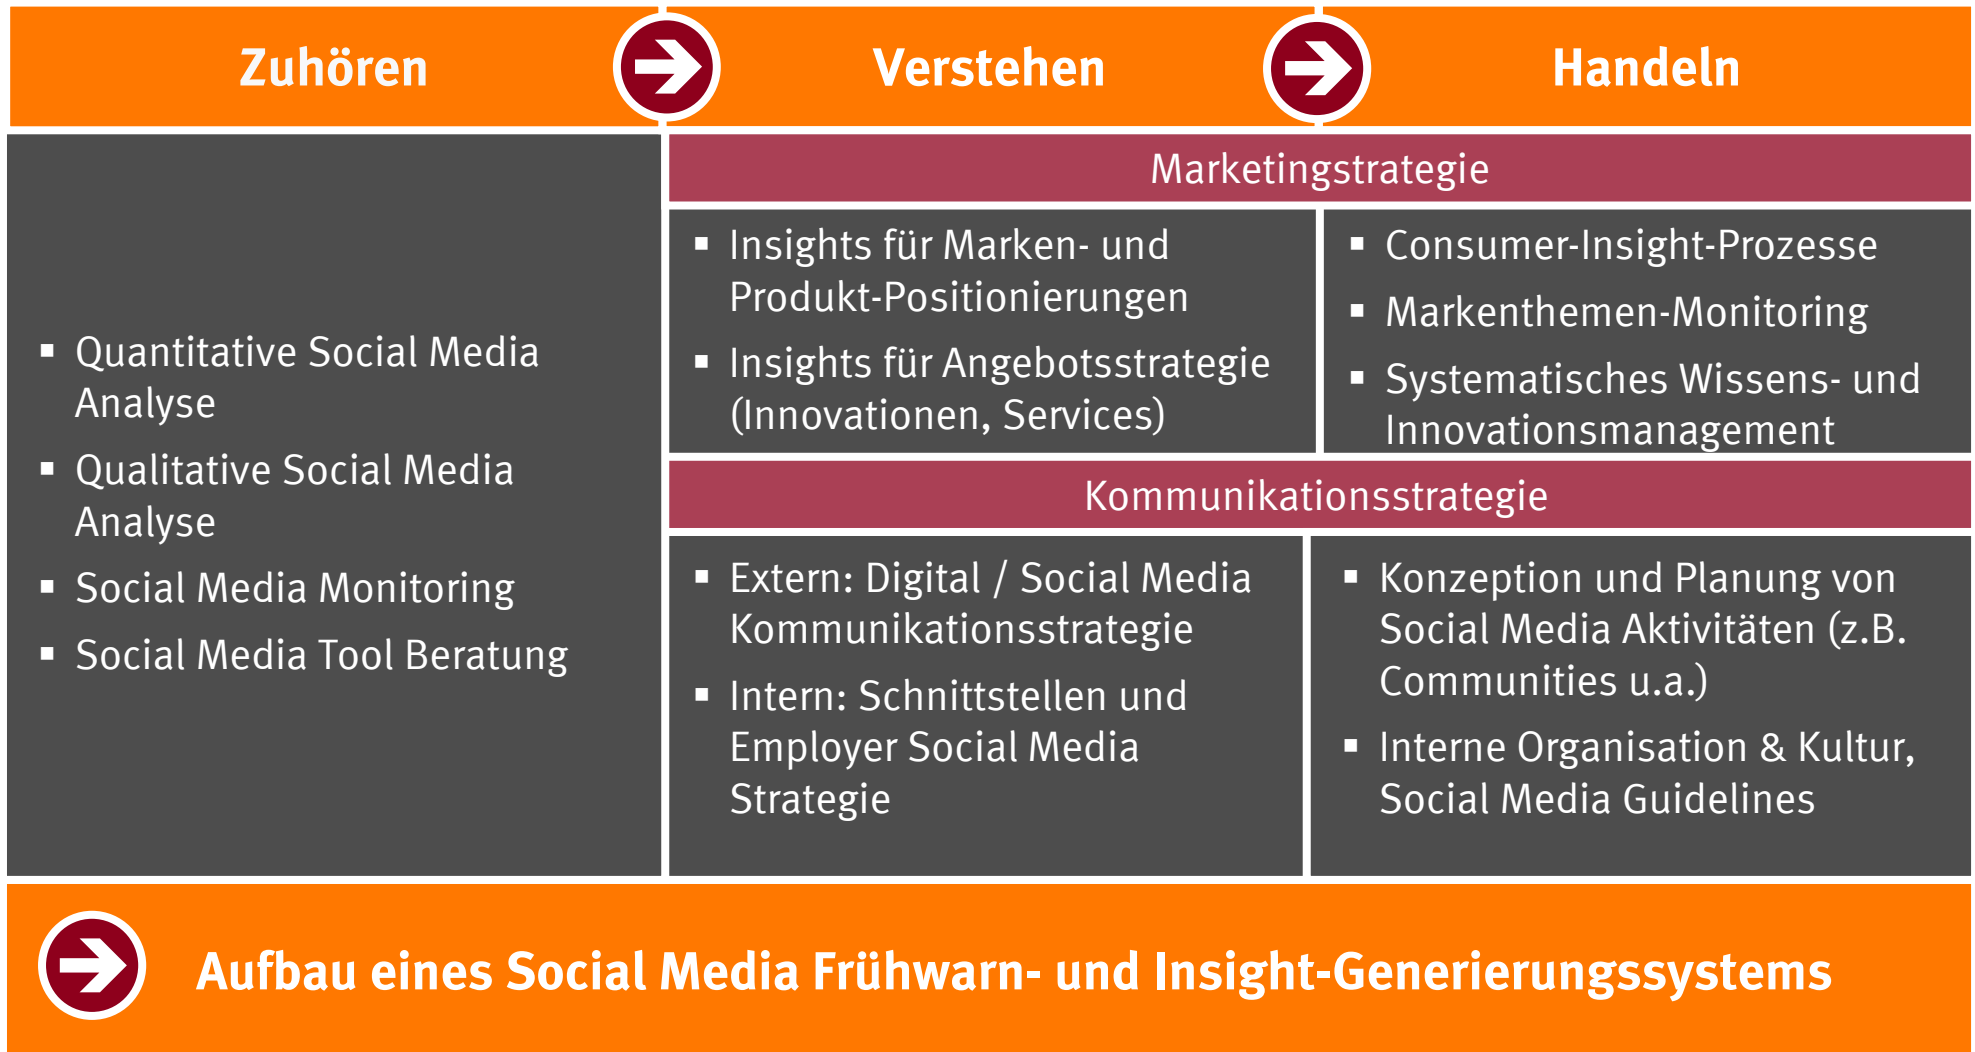 Zuhören
Verstehen
Handeln
▪ Quantitative Social Media
Analyse
▪ Qualitative Social Media
Analyse
▪ Social Media Monitoring
▪ Social Media Tool Beratung
Marketingstrategie
▪ Insights für Marken- und
Produkt-Positionierungen
▪ Insights für Angebotsstrategie
(Innovationen, Services)
▪ Consumer-Insight-Prozesse
▪ Markenthemen-Monitoring
▪ Systematisches Wissens- und
Innovationsmanagement
Kommunikationsstrategie
▪ Extern: Digital / Social Media
Kommunikationsstrategie
▪ Intern: Schnittstellen und
Employer Social Media
Strategie
▪ Konzeption und Planung von
Social Media Aktivitäten (z.B.
Communities u.a.)
▪ Interne Organisation & Kultur,
Social Media Guidelines
Aufbau eines Social Media Frühwarn- und Insight-Generierungssystems